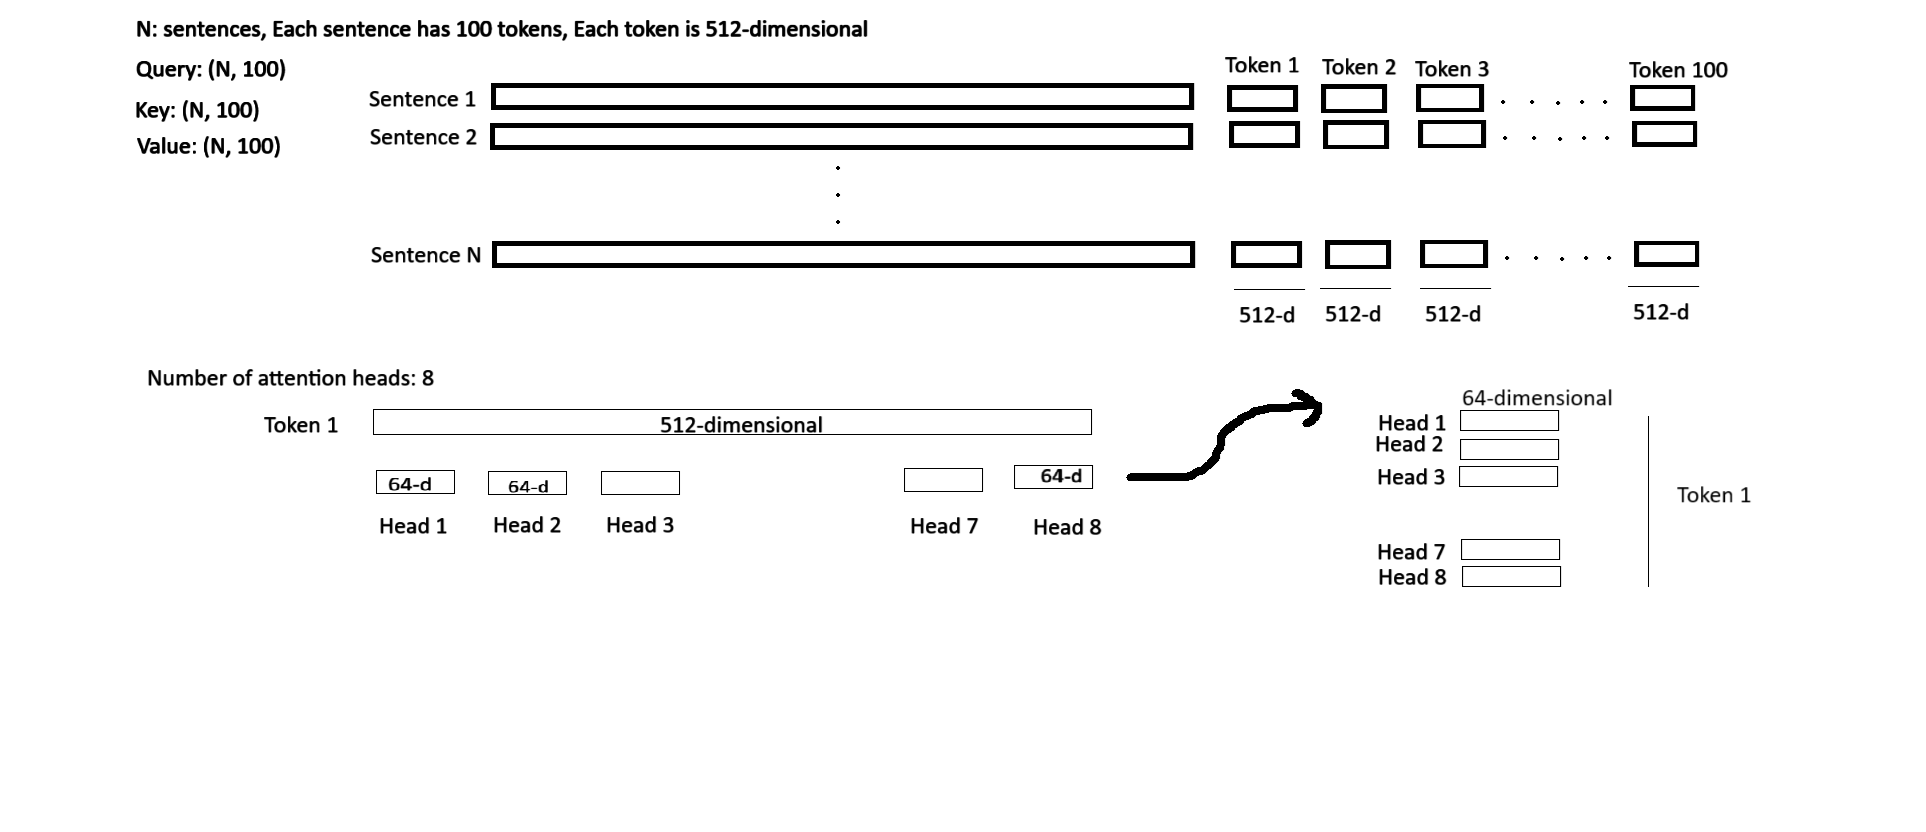 N: sentences, Each sentence has 100 tokens, Each token is 512-dimensional
Query: (N, 100)
Key: (N, 100)
Value: (N, 100)
Token 1 Token 2 Token 3 Token 100
Sentence 1
Sentence 2
Sentence N
512-d 512-d 512-d 512-d
Number of attention heads: 8
Token 1 512-dimensional
64-d 64-d 64-d
Head 1 Head 2 Head 3 Head 7 Head 8
64-dimensional
Head 1
Head 2
Head 3
Head 7
Head 8
Token 1